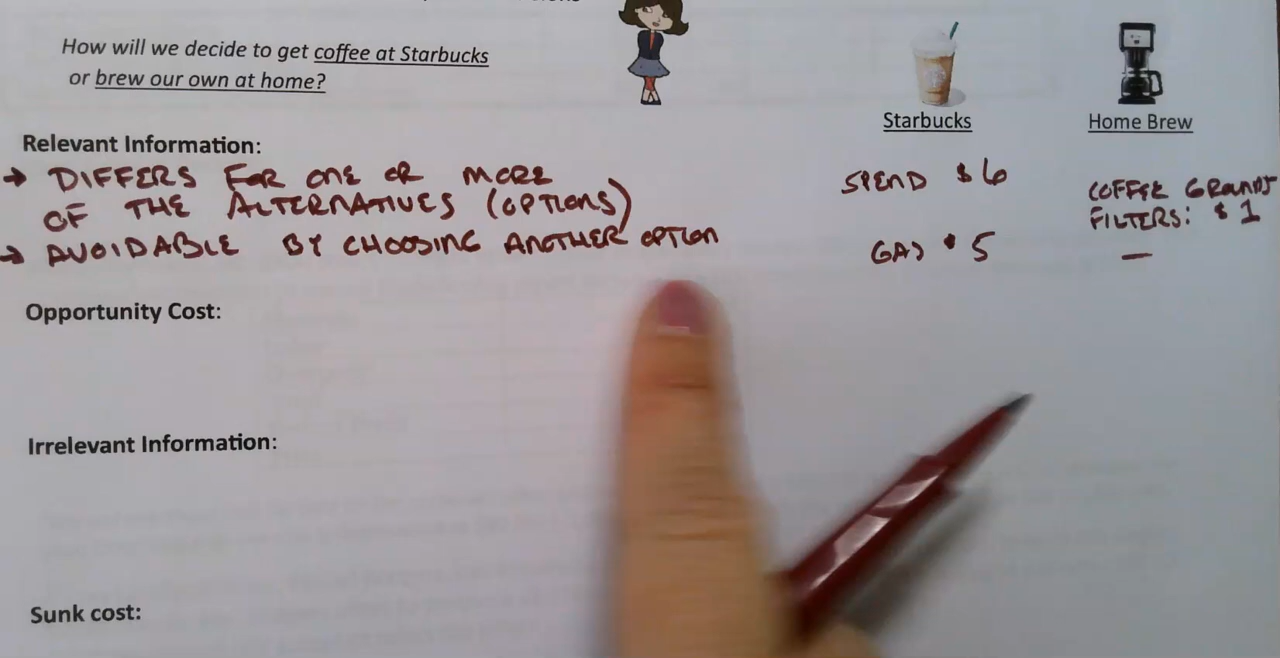 How will we decide to get coffee at Starbucks
or brew our own at home?
Starbucks
Home Brew
Relevant Information:
→ DIFFERS FOR ONE OR MORE
OF THE ALTERNATIVES (OPTIONS)
→ AVOIDABLE BY CHOOSING ANOTHER OPTION
SPEND $6
GAS $5
COFFEE GROUNDS
FILTERS: $1
—
Opportunity Cost:
Irrelevant Information:
Sunk cost: